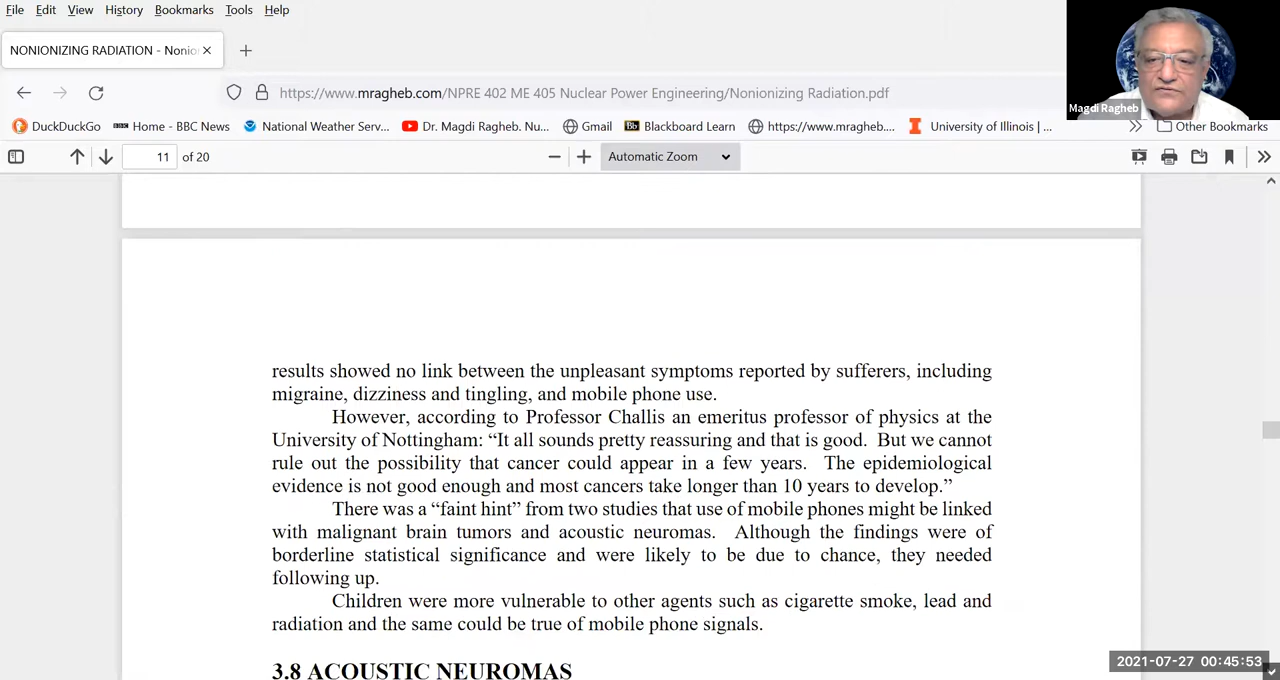 File Edit View History Bookmarks Tools Help
NONIONIZING RADIATION - Nonio
https://www.mragheb.com/NPRE 402 ME 405 Nuclear Power Engineering/Nonionizing Radiation.pdf
Magdi Ragheb
DuckDuckGo BBC Home - BBC News National Weather Serv... Dr. Magdi Ragheb. Nu... Gmail Bb Blackboard Learn https://www.mragheb.... University of Illinois | ... Other Bookmarks
11 of 20 Automatic Zoom
results showed no link between the unpleasant symptoms reported by sufferers, including
migraine, dizziness and tingling, and mobile phone use.
However, according to Professor Challis an emeritus professor of physics at the
University of Nottingham: “It all sounds pretty reassuring and that is good. But we cannot
rule out the possibility that cancer could appear in a few years. The epidemiological
evidence is not good enough and most cancers take longer than 10 years to develop.”
There was a “faint hint” from two studies that use of mobile phones might be linked
with malignant brain tumors and acoustic neuromas. Although the findings were of
borderline statistical significance and were likely to be due to chance, they needed
following up.
Children were more vulnerable to other agents such as cigarette smoke, lead and
radiation and the same could be true of mobile phone signals.
3.8 ACOUSTIC NEUROMAS
2021-07-27 00:45:53